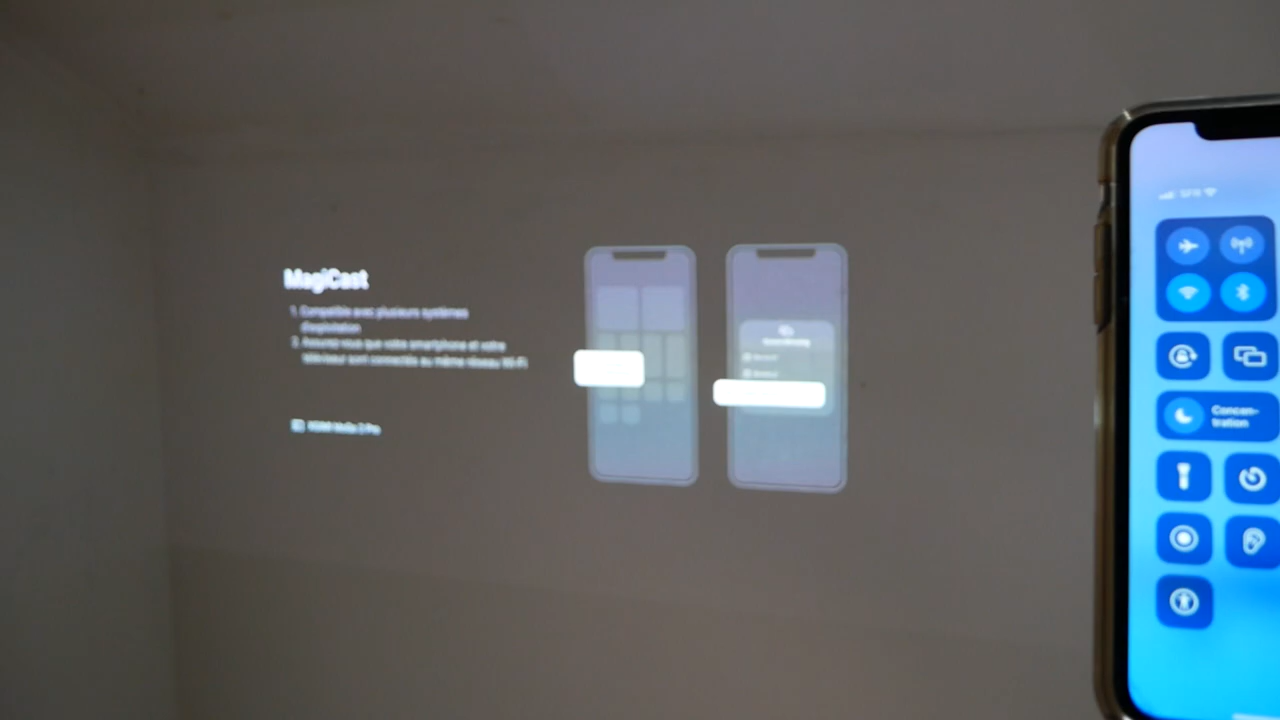 MagiCast
1. Compatible avec plusieurs systèmes
d'exploitation
2. Assurez-vous que votre smartphone et votre
téléviseur sont connectés au même réseau Wi-Fi
SFR
Concen-
tration